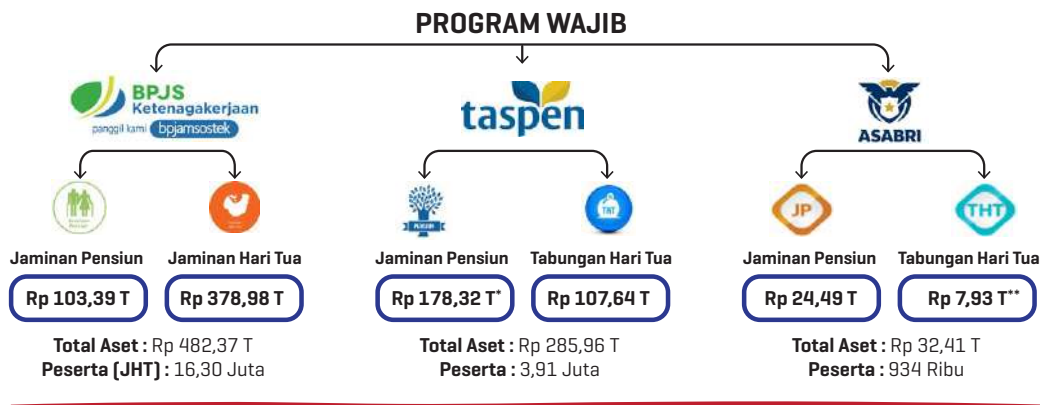 PROGRAM WAJIB
BPJS
Ketenagakerjaan
panggil kami bpjamsostek
taspen
ASABRI
PENSIUN
THT
JP
THT
Jaminan Pensiun
Jaminan Hari Tua
Jaminan Pensiun
Tabungan Hari Tua
Jaminan Pensiun
Tabungan Hari Tua
Rp 103,39 T
Rp 378,98 T
Rp 178,32 T*
Rp 107,64 T
Rp 24,49 T
Rp 7,93 T**
Total Aset : Rp 482,37 T
Peserta (JHT) : 16,30 Juta
Total Aset : Rp 285,96 T
Peserta : 3,91 Juta
Total Aset : Rp 32,41 T
Peserta : 934 Ribu